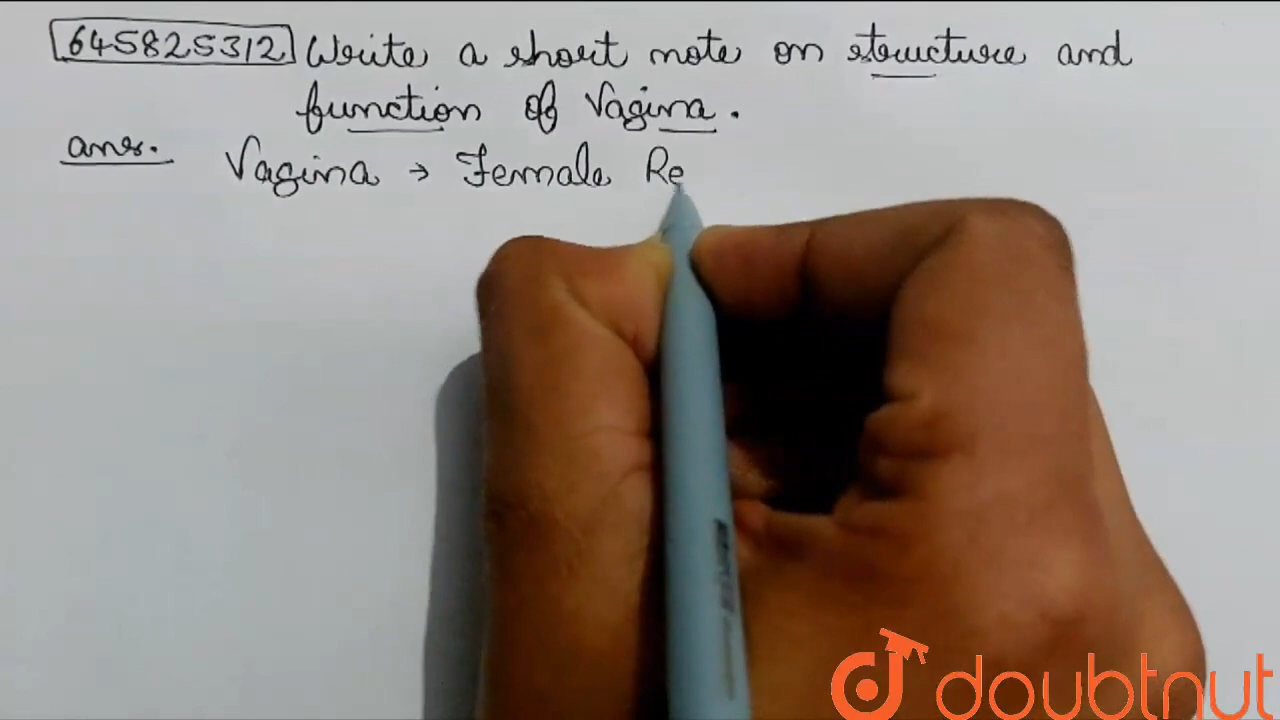 645825312 Write a short note on structure and
function of Vagina.
ans. Vagina → Female Re
doubtnut